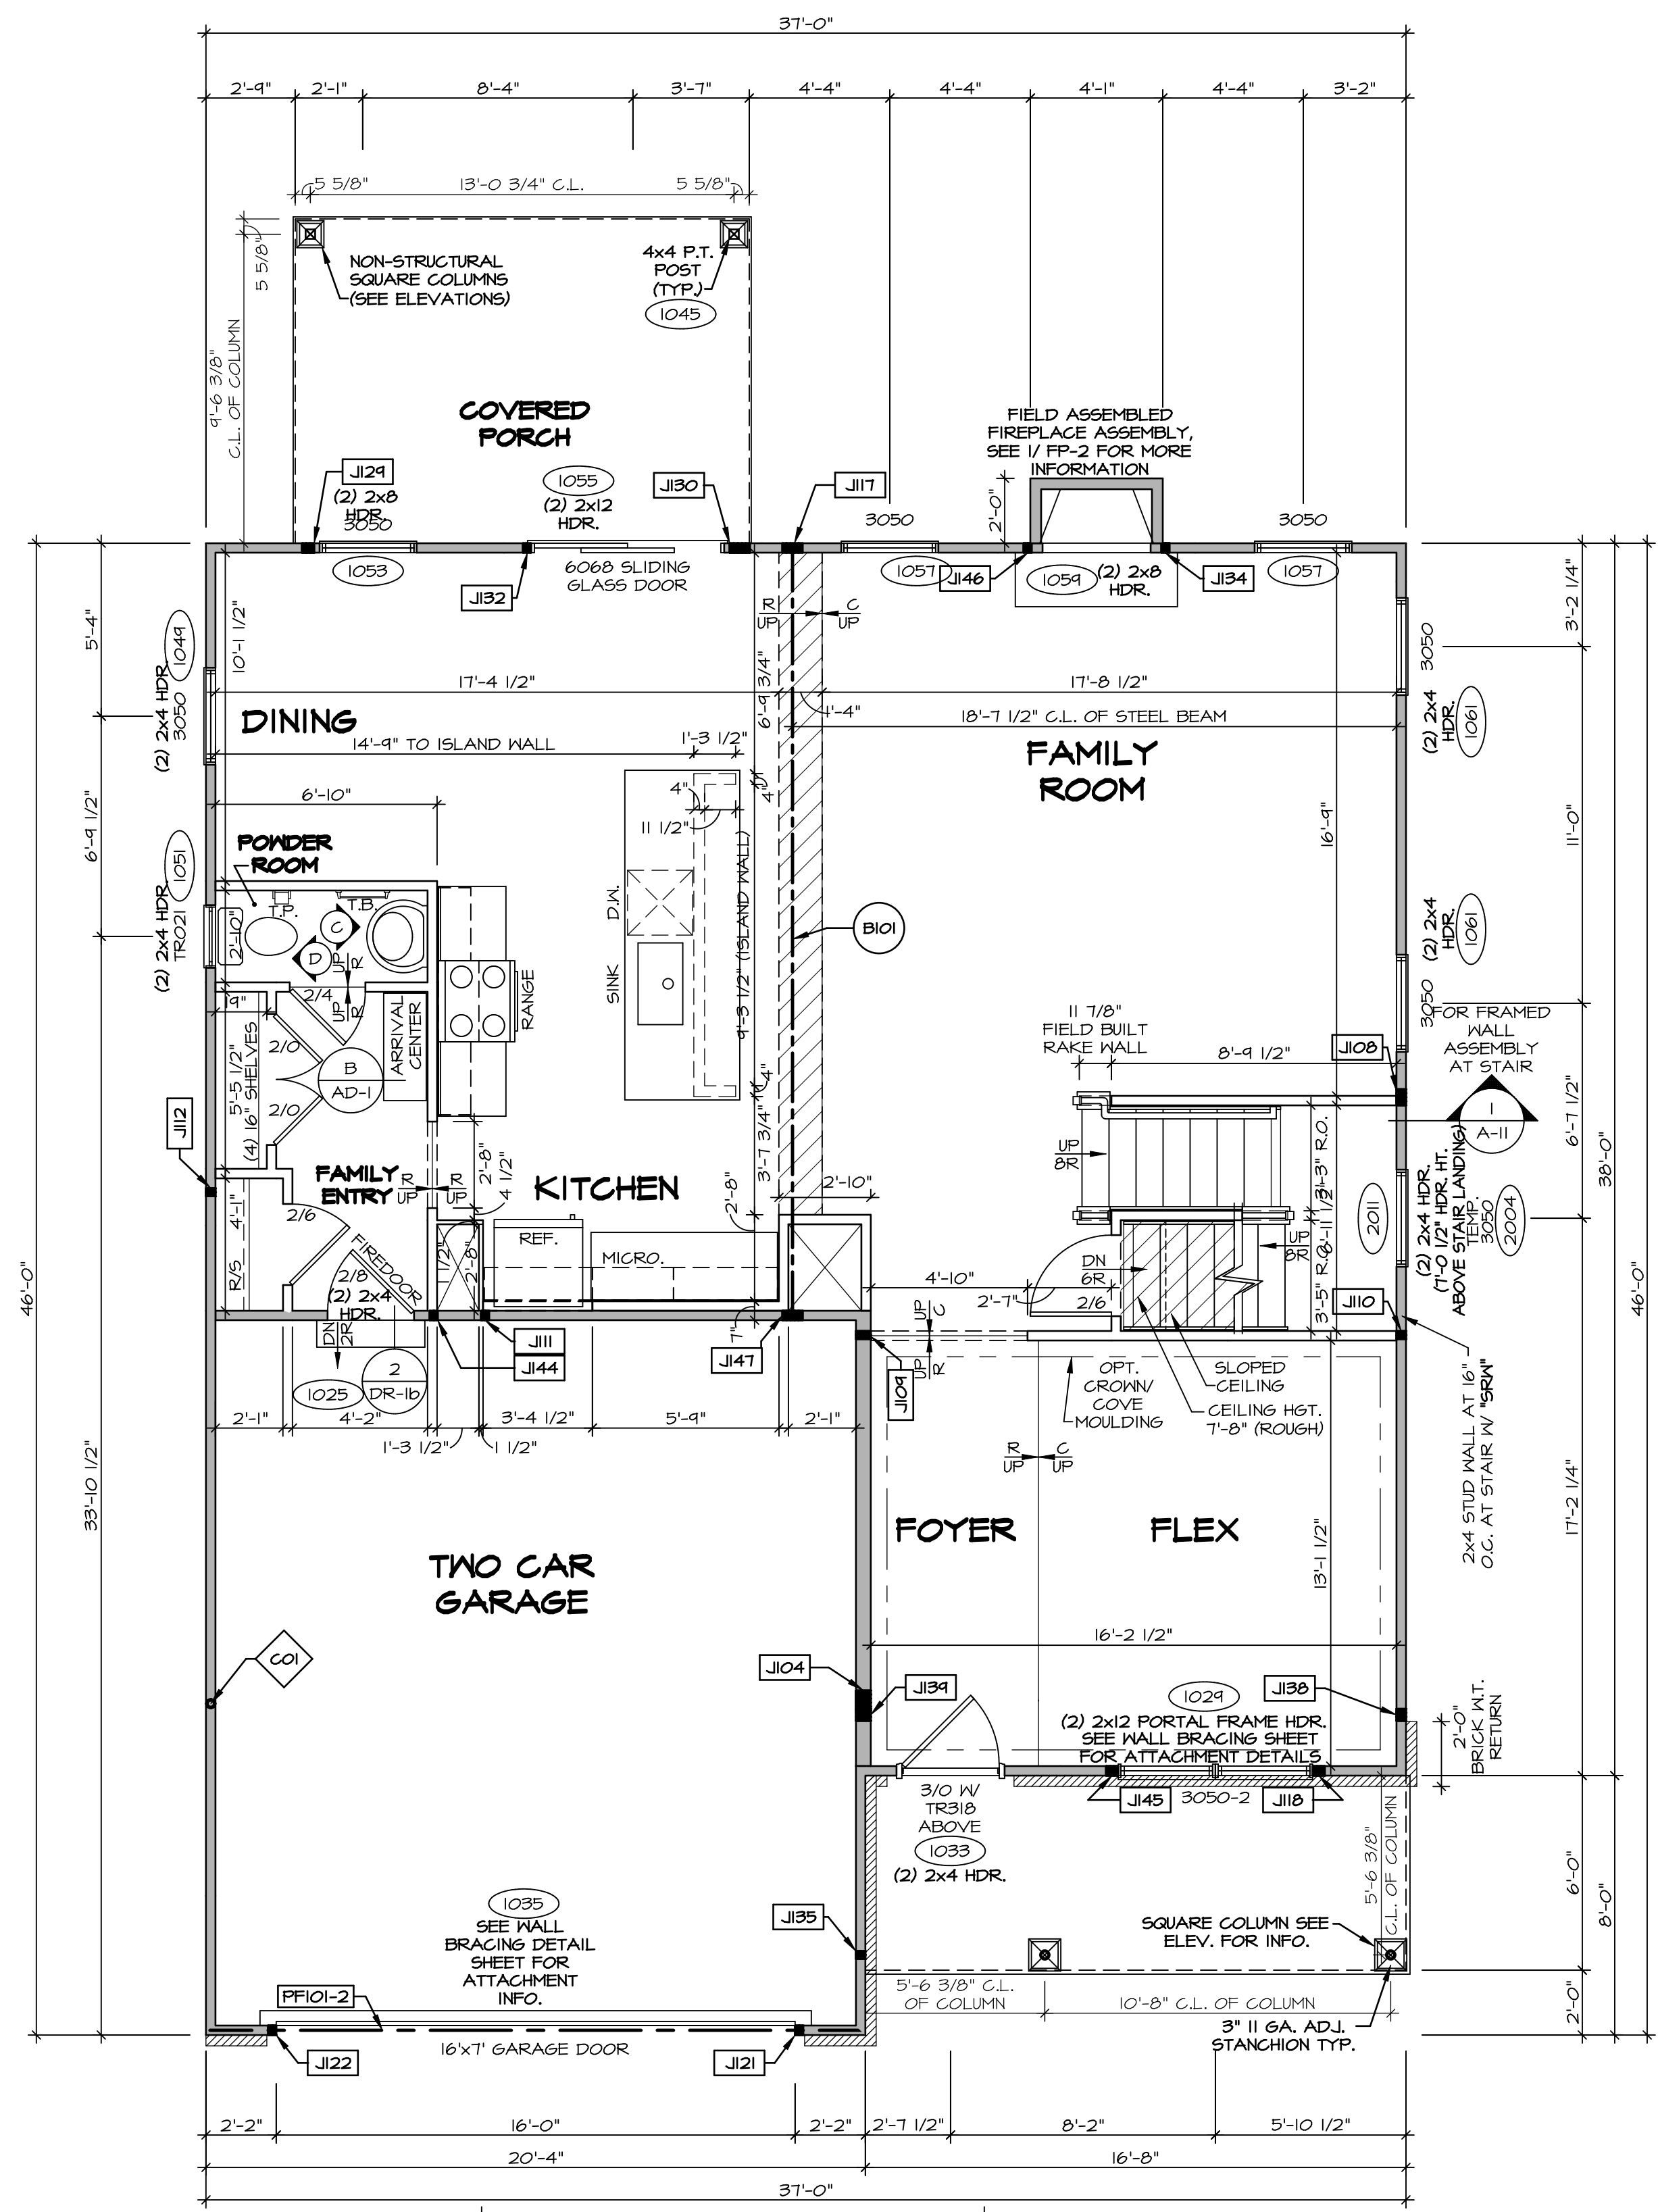 37'-0"
2'-9"
2'-1"
8'-4"
3'-7"
4'-4"
4'-4"
4'-1"
4'-4"
3'-2"
5 5/8"
13'-0 3/4" C.L.
5 5/8"
5 5/8"
9'-6 3/8"
C.L. OF COLUMN
NON-STRUCTURAL
SQUARE COLUMNS
(SEE ELEVATIONS)
4x4 P.T.
POST
(TYP.)
1045
COVERED
PORCH
FIELD ASSEMBLED
FIREPLACE ASSEMBLY,
SEE 1/ FP-2 FOR MORE
INFORMATION
2'-0"
J129
(2) 2x8
HDR.
3050
1055
(2) 2x12
HDR.
J130
J117
3050
3050
1053
J132
6068 SLIDING
GLASS DOOR
1057
J146
1059
(2) 2x8
HDR.
J134
1057
R
UP
C
UP
5'-4"
6'-9 1/2"
33'-10 1/2"
46'-0"
1049
(2) 2x4 HDR.
3050
1051
(2) 2x4 HDR.
TR021
10'-1 1/2"
17'-4 1/2"
6'-9 3/4"
17'-8 1/2"
1'-4"
18'-7 1/2" C.L. OF STEEL BEAM
DINING
14'-9" TO ISLAND WALL
1'-3 1/2"
FAMILY
ROOM
6'-10"
4"
4"
11 1/2"
16'-9"
3'-2 1/4"
3050
(2) 2x4
HDR.
1061
11'-0"
(2) 2x4
HDR.
1061
3050
POWDER
ROOM
T.P.
T.B.
C
D
2'-10"
UP
R
2/4
UP
R
D.W.
SINK
9'-3 1/2" (ISLAND WALL)
B101
RANGE
9"
2/0
ARRIVAL
CENTER
5'-5 1/2"
(4) 16" SHELVES
B
AD-1
2/0
4"
3'-7 3/4"
11 7/8"
FIELD BUILT
RAKE WALL
8'-9 1/2"
J108
FOR FRAMED
WALL
ASSEMBLY
AT STAIR
1
A-11
6'-7 1/2"
38'-0"
46'-0"
J112
FAMILY
ENTRY
R
UP
R
UP
2'-8"
4 1/2"
KITCHEN
2'-8"
2'-10"
UP
8R
3'-3" R.O.
6'-11 1/2"
3'-5" R.O.
UP
8R
2011
(2) 2x4 HDR.
(7'-0 1/2" HDR. HT.
ABOVE STAIR LANDING)
TEMP.
3050
2004
4'-1"
R/S
2/6
FIREDOOR
2/8
(2) 2x4
HDR.
1 1/2"
2'-8"
REF.
MICRO.
4'-10"
2'-7"
DN
6R
2/6
J110
DN
2R
J111
J144
J147
7"
UP
C
UP
R
J109
2
DR-1b
1025
OPT.
CROWN/
COVE
MOULDING
SLOPED
CEILING
CEILING HGT.
7'-8" (ROUGH)
2x4 STUD WALL AT 16"
O.C. AT STAIR W/ "SRW"
2'-1"
4'-2"
1'-3 1/2"
1 1/2"
3'-4 1/2"
5'-9"
2'-1"
R
UP
C
UP
FOYER
FLEX
13'-1 1/2"
17'-2 1/4"
TWO CAR
GARAGE
16'-2 1/2"
C01
J104
J139
1029
J138
(2) 2x12 PORTAL FRAME HDR.
SEE WALL BRACING SHEET
FOR ATTACHMENT DETAILS
2'-0"
BRICK W.T.
RETURN
3/0 W/
TR318
ABOVE
1033
(2) 2x4 HDR.
J145
3050-2
J118
5'-6 3/8"
C.L. OF COLUMN
6'-0"
8'-0"
2'-0"
1035
SEE WALL
BRACING DETAIL
SHEET FOR
ATTACHMENT
INFO.
J135
SQUARE COLUMN SEE
ELEV. FOR INFO.
PF101-2
5'-6 3/8" C.L.
OF COLUMN
10'-8" C.L. OF COLUMN
3" 11 GA. ADJ.
STANCHION TYP.
J122
16'x7' GARAGE DOOR
J121
2'-2"
16'-0"
2'-2"
2'-7 1/2"
8'-2"
5'-10 1/2"
20'-4"
16'-8"
37'-0"